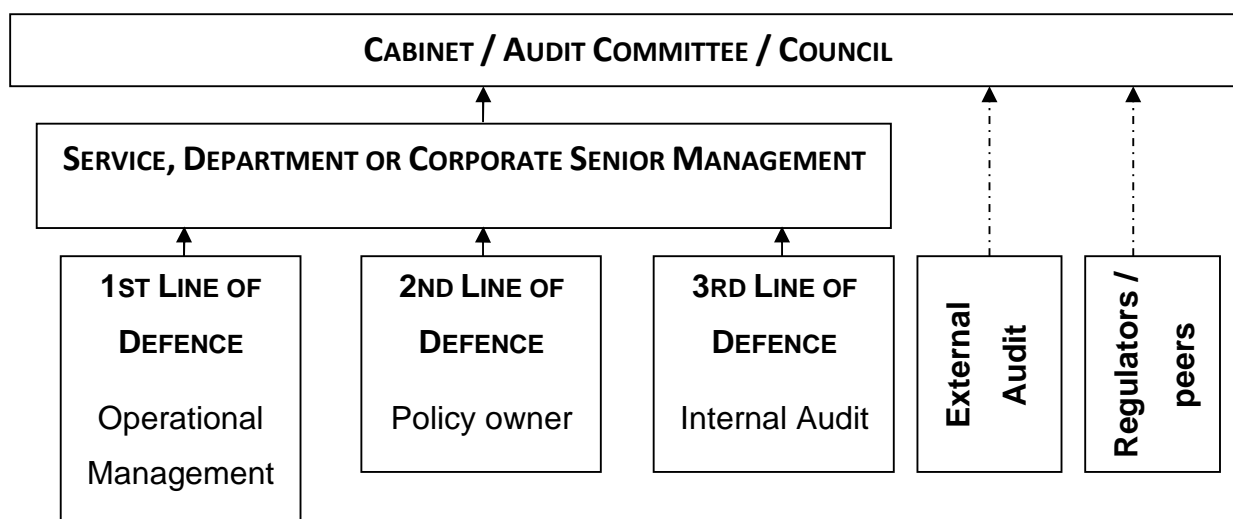 CABINET / AUDIT COMMITTEE / COUNCIL
SERVICE, DEPARTMENT OR CORPORATE SENIOR MANAGEMENT
1ST LINE OF
DEFENCE
Operational
Management
2ND LINE OF
DEFENCE
Policy owner
3RD LINE OF
DEFENCE
Internal Audit
External
Audit
Regulators /
peers